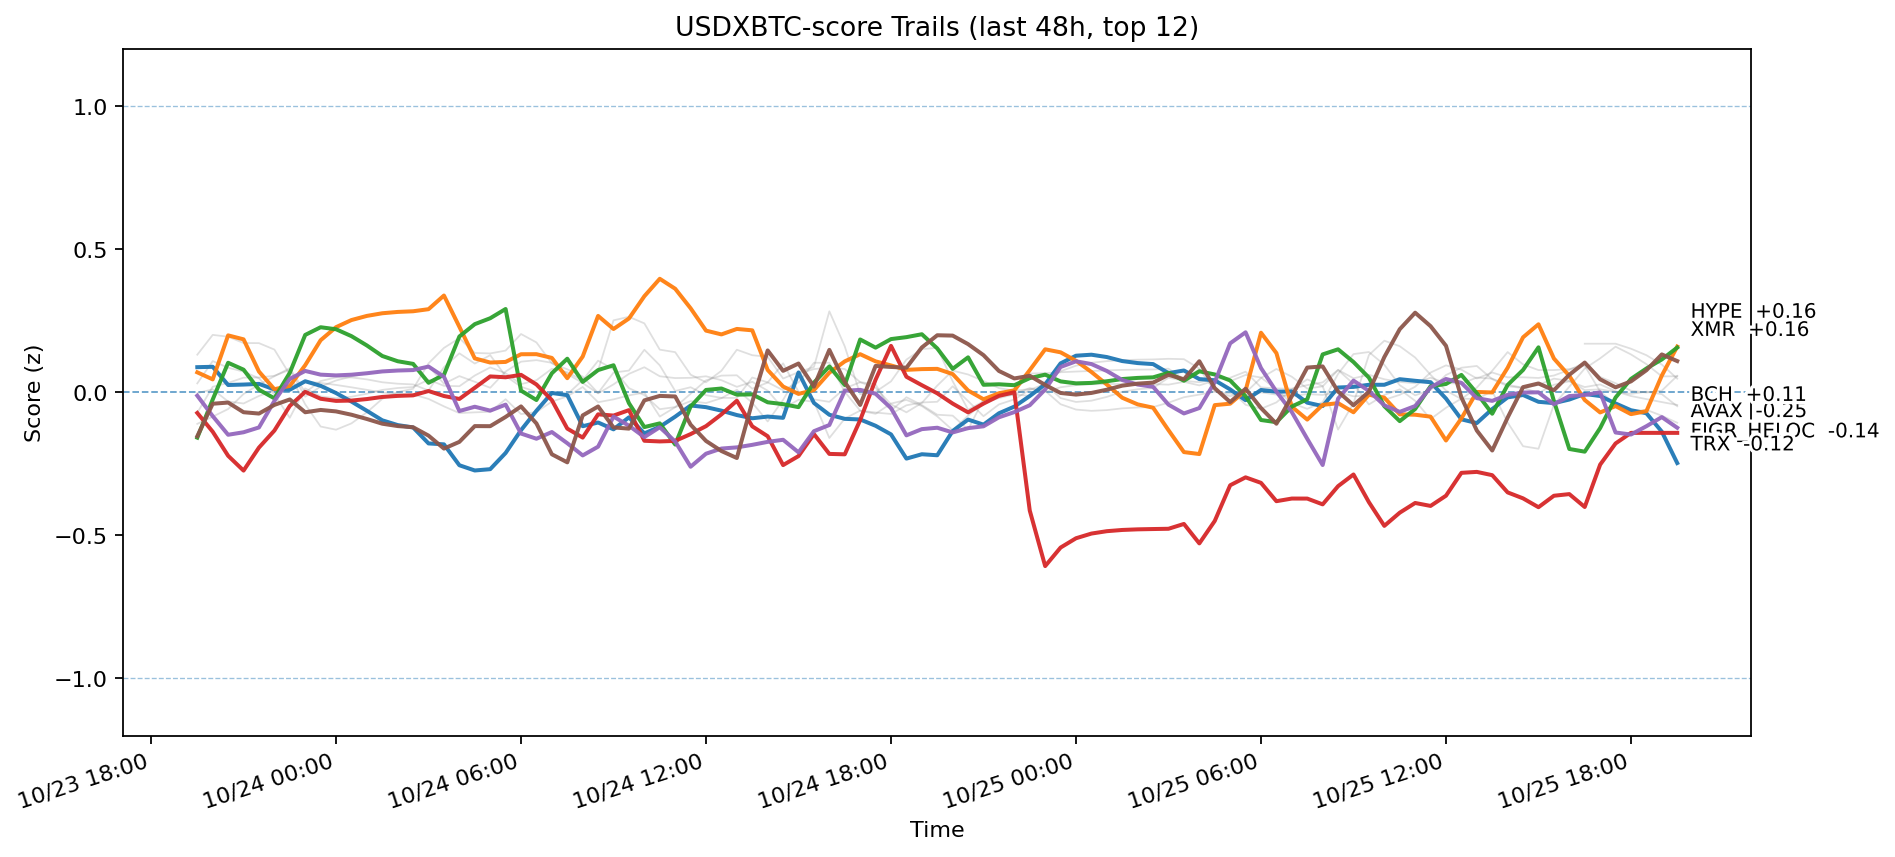 USDXBTC-score Trails (last 48h, top 12)
Score (z)
1.0
0.5
0.0
−0.5
−1.0
HYPE +0.16
XMR +0.16
BCH +0.11
AVAX -0.25
FIGR_HELOC -0.14
TRX -0.12
10/23 18:00
10/24 00:00
10/24 06:00
10/24 12:00
10/24 18:00
10/25 00:00
10/25 06:00
10/25 12:00
10/25 18:00
Time